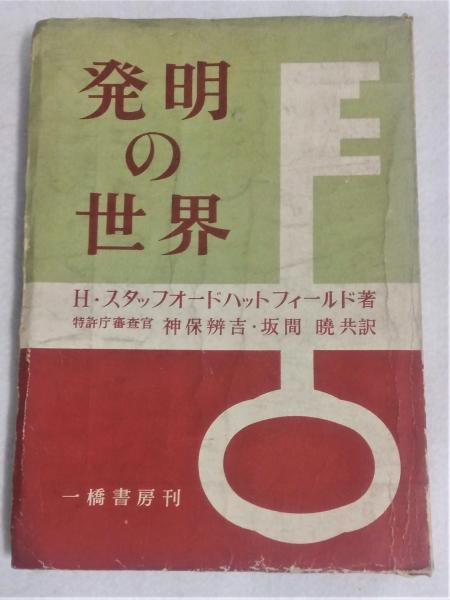 発明
の
世界
H・スタッフオードハットフィールド著
特許庁審査官 神保辨吉・坂間 曉共訳
一橋書房刊